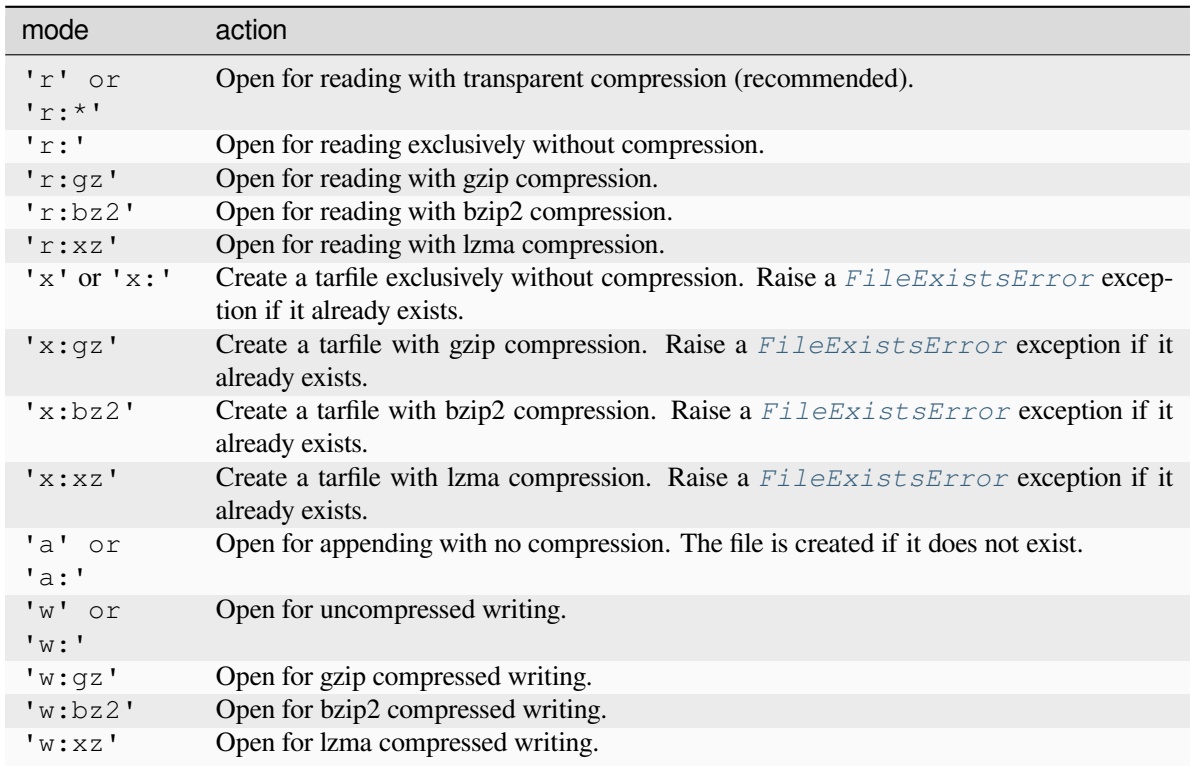 mode action
'r' or Open for reading with transparent compression (recommended).
'r:*'
'r:' Open for reading exclusively without compression.
'r:gz' Open for reading with gzip compression.
'r:bz2' Open for reading with bzip2 compression.
'r:xz' Open for reading with lzma compression.
'x' or 'x:' Create a tarfile exclusively without compression. Raise a FileExistsError excep-
tion if it already exists.
'x:gz' Create a tarfile with gzip compression. Raise a FileExistsError exception if it
already exists.
'x:bz2' Create a tarfile with bzip2 compression. Raise a FileExistsError exception if it
already exists.
'x:xz' Create a tarfile with lzma compression. Raise a FileExistsError exception if it
already exists.
'a' or Open for appending with no compression. The file is created if it does not exist.
'a:'
'w' or Open for uncompressed writing.
'w:'
'w:gz' Open for gzip compressed writing.
'w:bz2' Open for bzip2 compressed writing.
'w:xz' Open for lzma compressed writing.